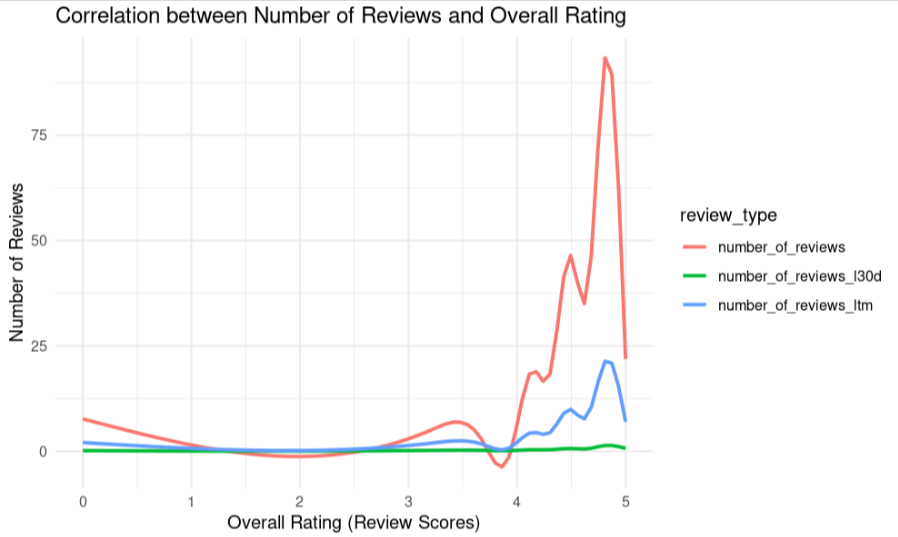 Correlation between Number of Reviews and Overall Rating
Number of Reviews
75
50
25
0
0 1 2 3 4 5
Overall Rating (Review Scores)
review_type
number_of_reviews
number_of_reviews_l30d
number_of_reviews_ltm